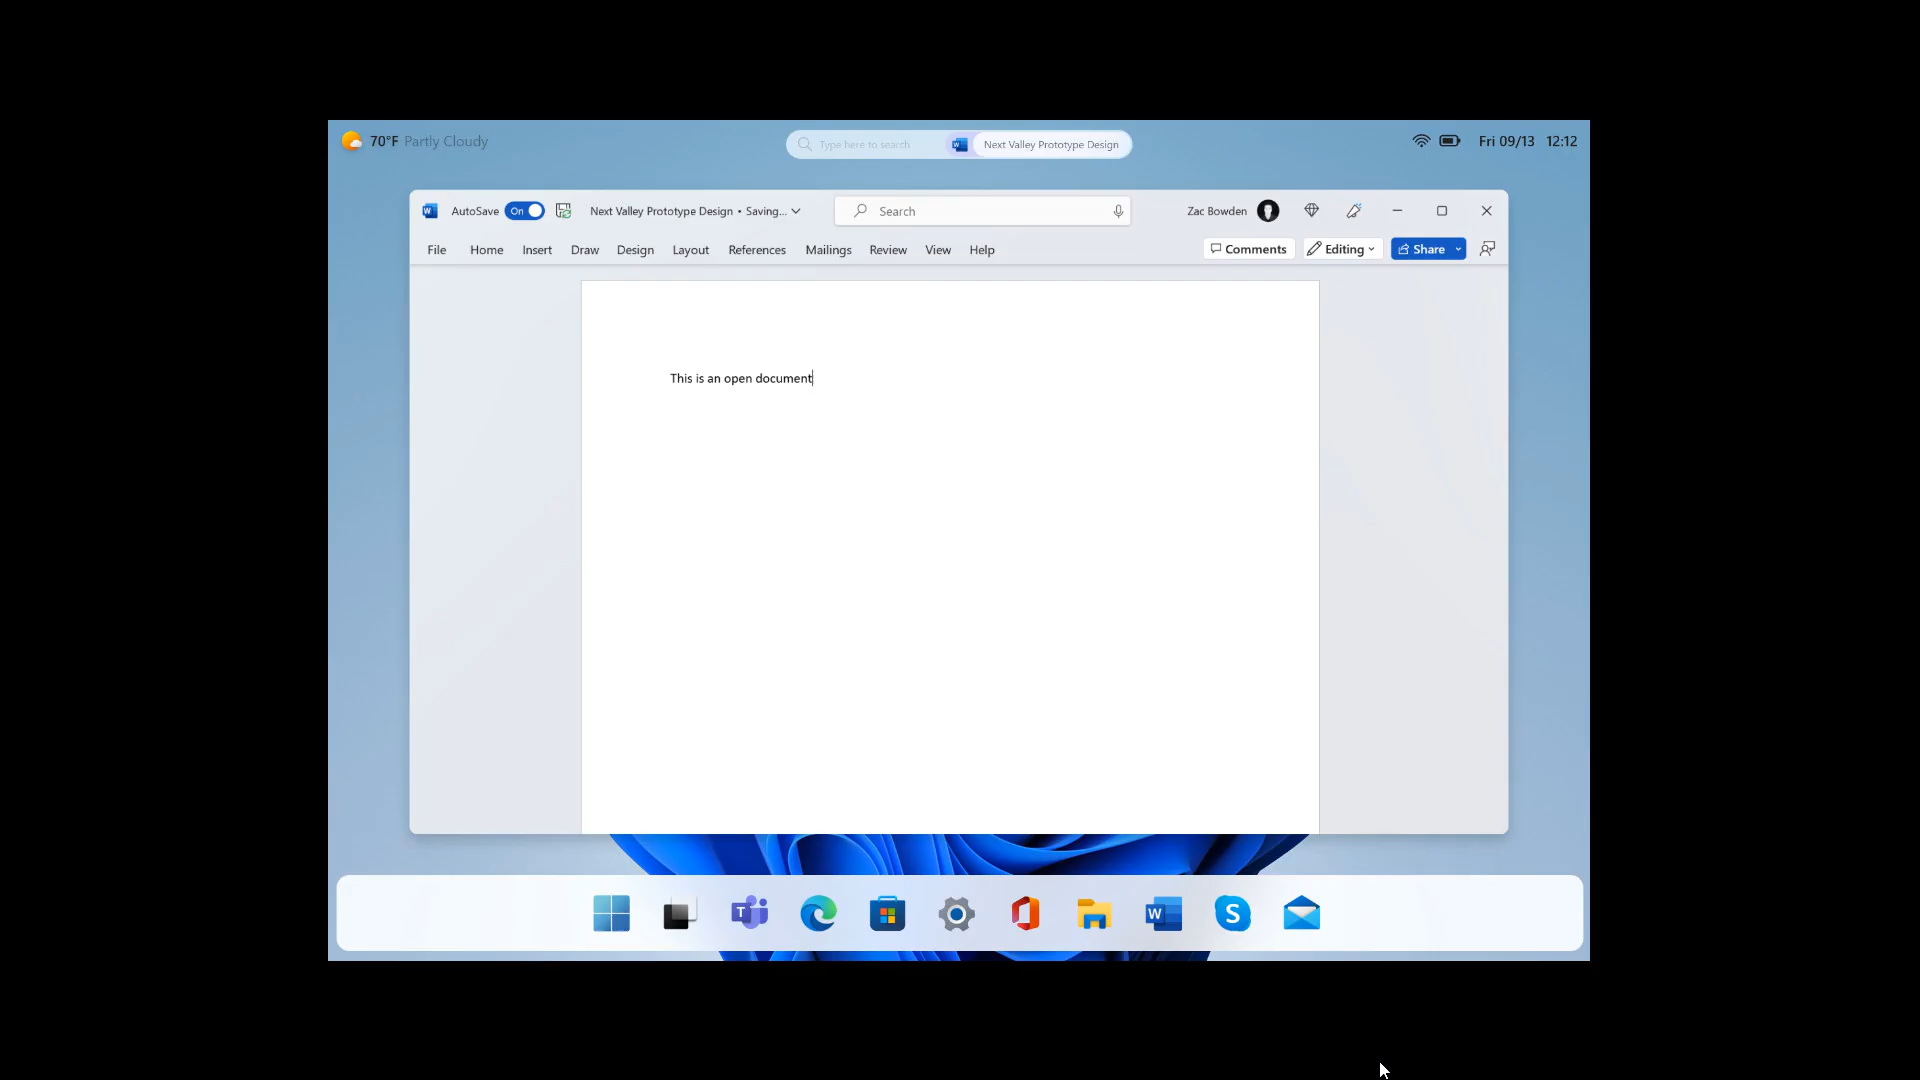 70°F Partly Cloudy
Type here to search
Next Valley Prototype Design
Fri 09/13 12:12
AutoSave On
Next Valley Prototype Design • Saving...
Search
Zac Bowden
File Home Insert Draw Design Layout References Mailings Review View Help
Comments Editing Share
This is an open document